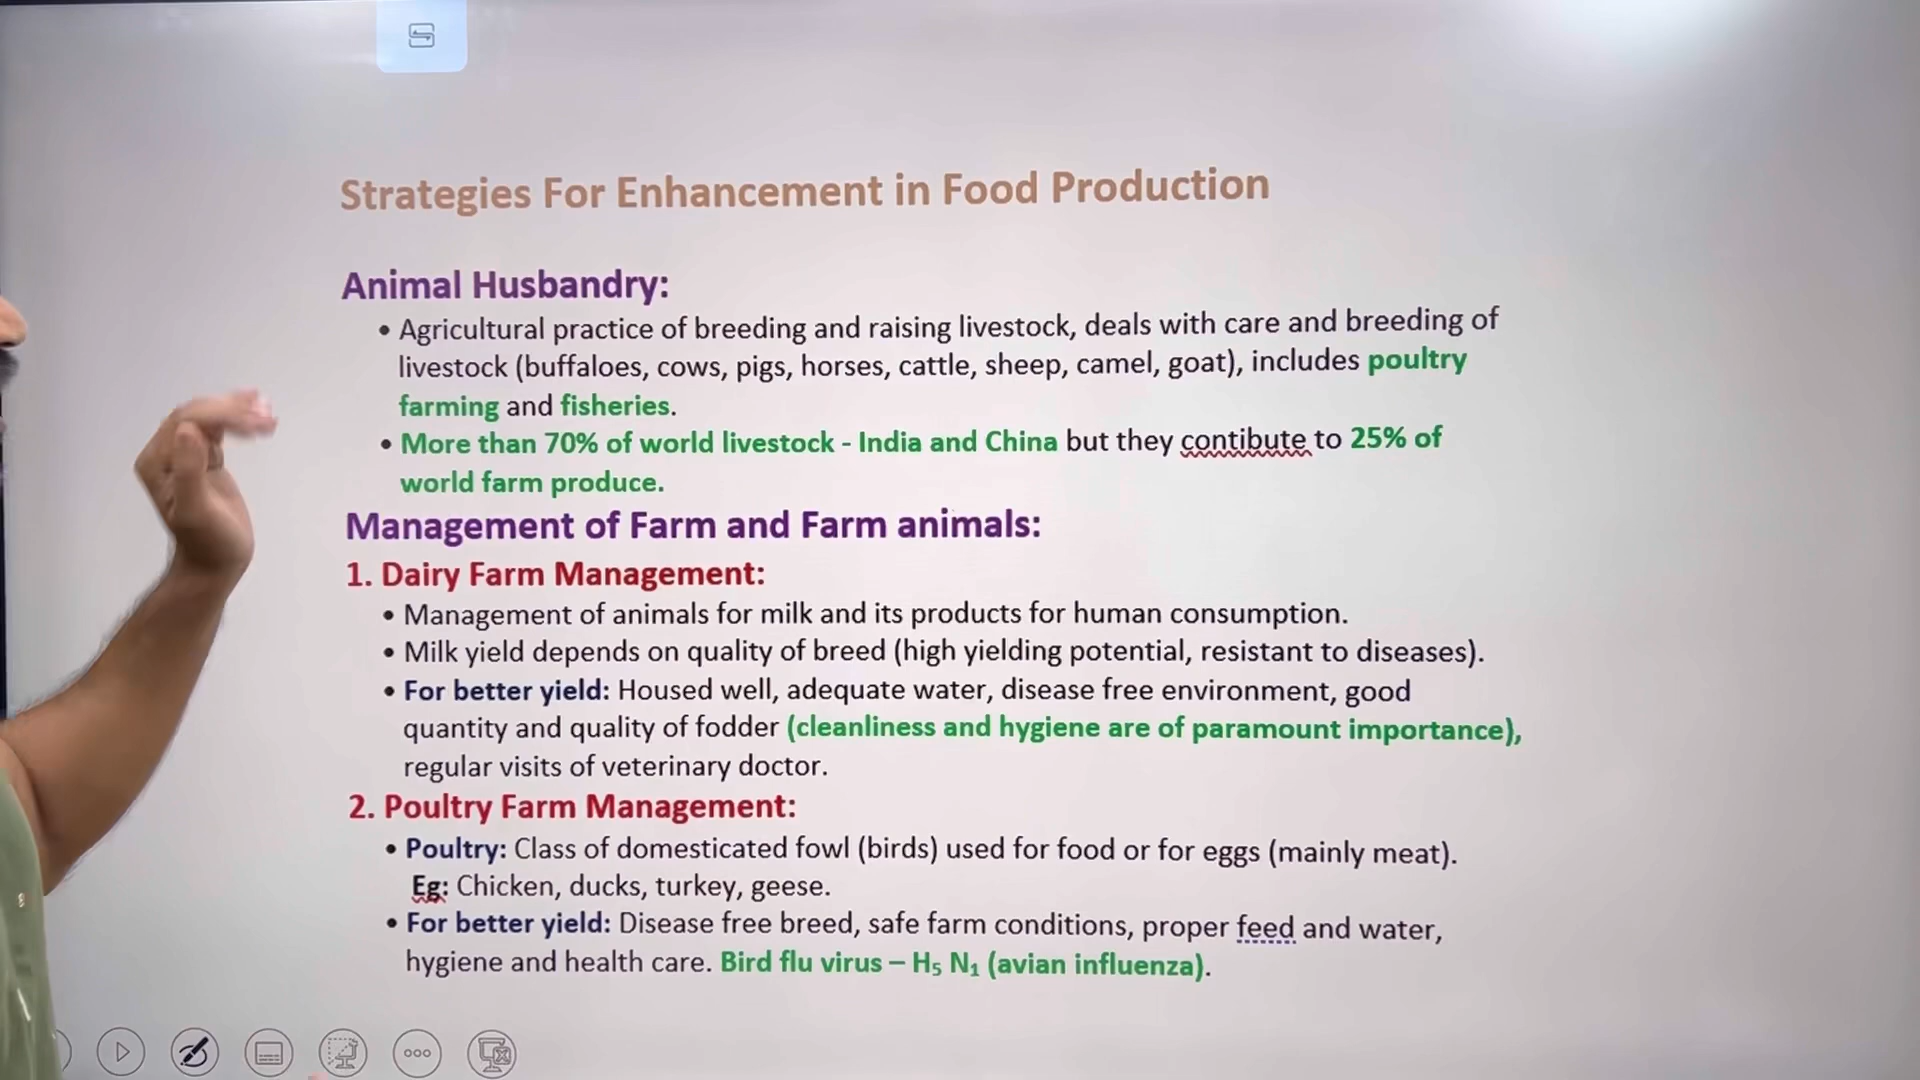 Strategies For Enhancement in Food Production
Animal Husbandry:
• Agricultural practice of breeding and raising livestock, deals with care and breeding of
livestock (buffaloes, cows, pigs, horses, cattle, sheep, camel, goat), includes poultry
farming and fisheries.
• More than 70% of world livestock - India and China but they contibute to 25% of
world farm produce.
Management of Farm and Farm animals:
1. Dairy Farm Management:
• Management of animals for milk and its products for human consumption.
• Milk yield depends on quality of breed (high yielding potential, resistant to diseases).
• For better yield: Housed well, adequate water, disease free environment, good
quantity and quality of fodder (cleanliness and hygiene are of paramount importance),
regular visits of veterinary doctor.
2. Poultry Farm Management:
• Poultry: Class of domesticated fowl (birds) used for food or for eggs (mainly meat).
Eg: Chicken, ducks, turkey, geese.
• For better yield: Disease free breed, safe farm conditions, proper feed and water,
hygiene and health care. Bird flu virus – H₅ N₁ (avian influenza).